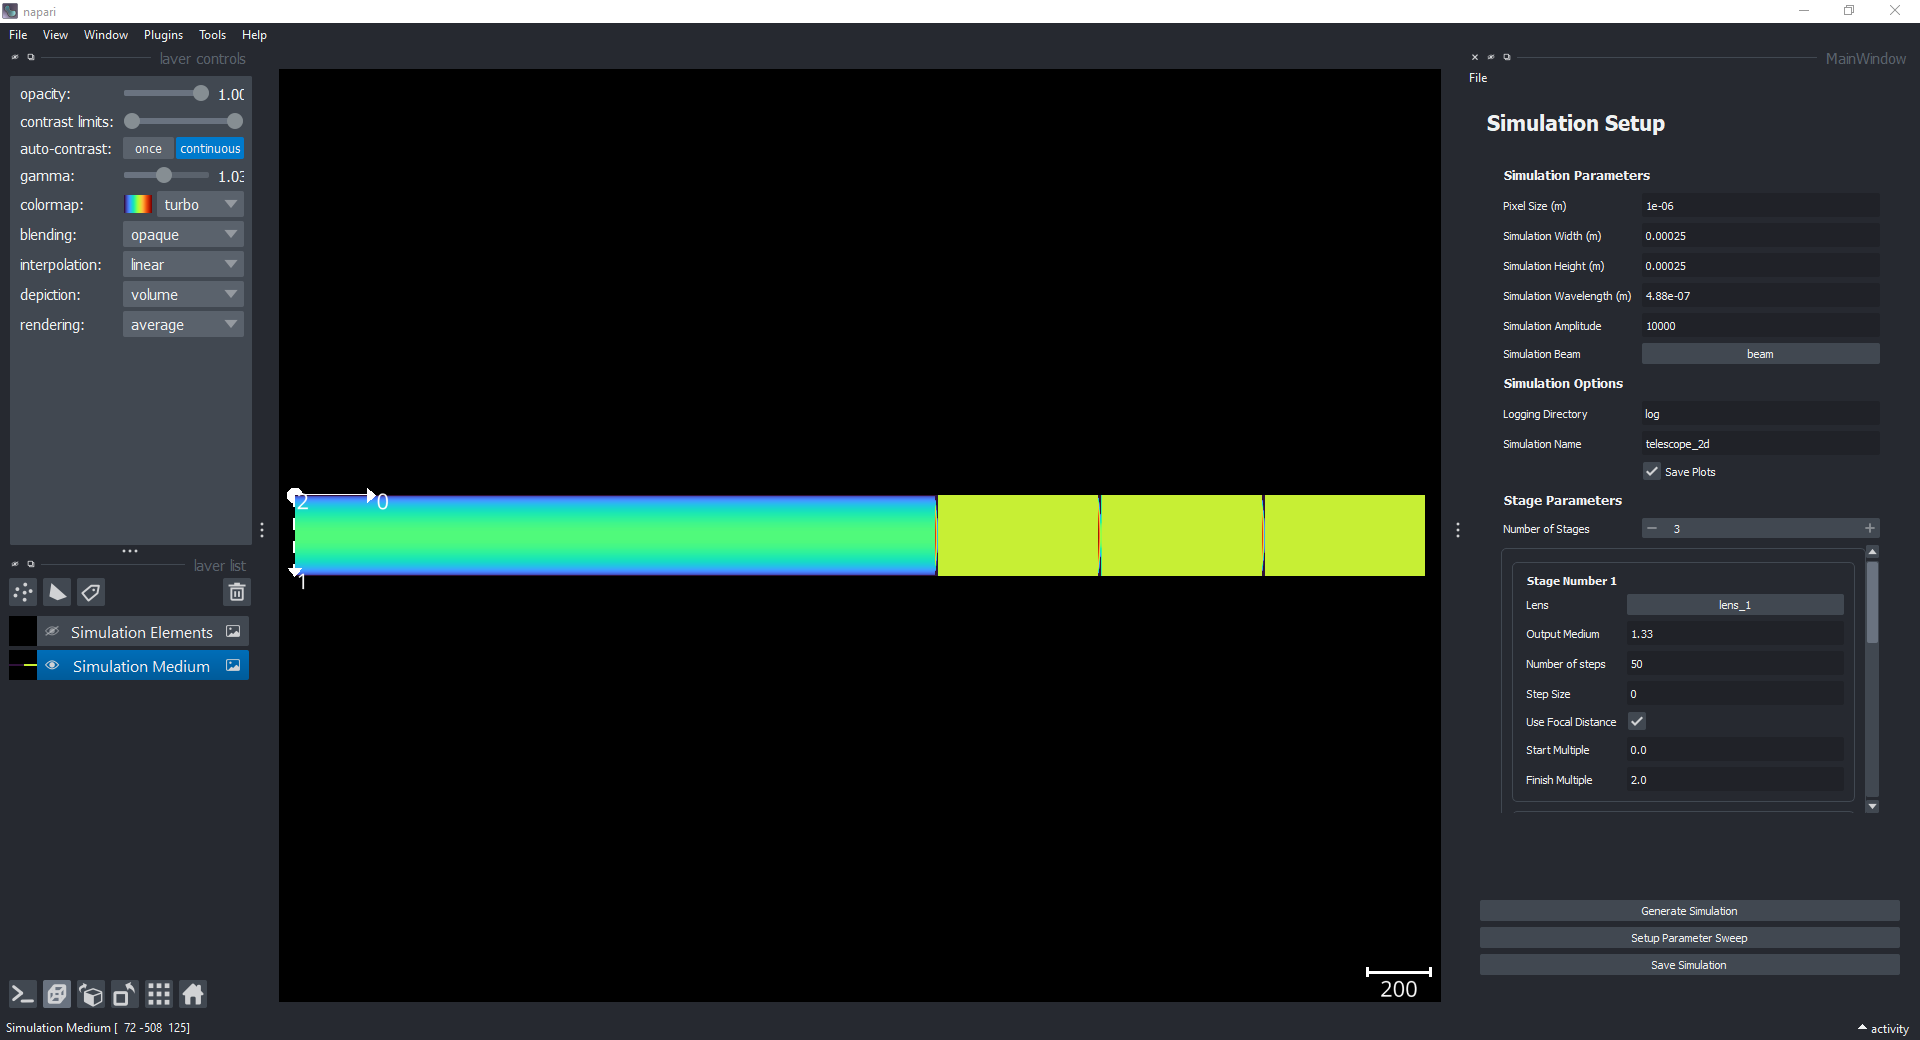 napari
File View Window Plugins Tools Help
layer controls
opacity: 1.00
contrast limits:
auto-contrast: once continuous
gamma: 1.03
colormap: turbo
blending: opaque
interpolation: linear
depiction: volume
rendering: average
layer list
Simulation Elements
Simulation Medium
2 0
1
200
Simulation Medium [ 72 -508 125]
MainWindow
File
Simulation Setup
Simulation Parameters
Pixel Size (m) 1e-06
Simulation Width (m) 0.00025
Simulation Height (m) 0.00025
Simulation Wavelength (m) 4.88e-07
Simulation Amplitude 10000
Simulation Beam beam
Simulation Options
Logging Directory log
Simulation Name telescope_2d
Save Plots
Stage Parameters
Number of Stages 3
Stage Number 1
Lens lens_1
Output Medium 1.33
Number of steps 50
Step Size 0
Use Focal Distance
Start Multiple 0.0
Finish Multiple 2.0
Generate Simulation
Setup Parameter Sweep
Save Simulation
activity